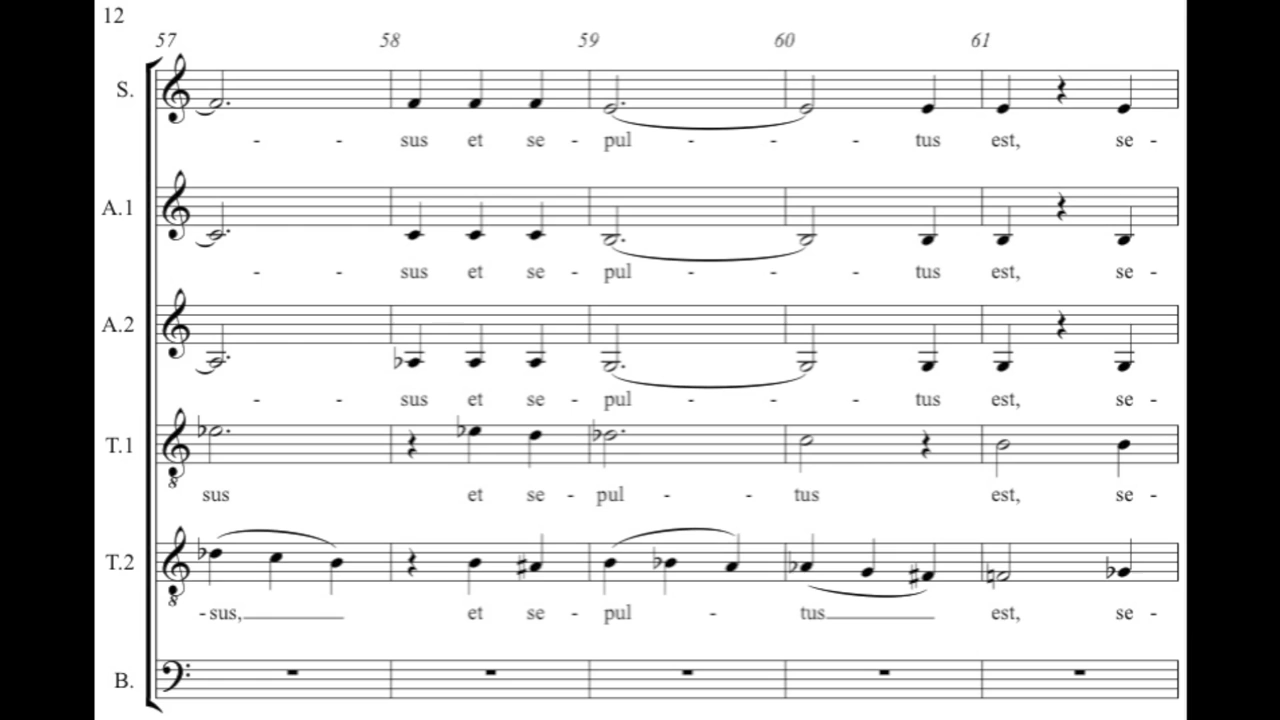 12
57 58 59 60 61
S.
- - sus et se - pul - - - tus est, se -
A.1
- - sus et se - pul - - - tus est, se -
A.2
- - sus et se - pul - - - tus est, se -
T.1
8
sus et se - pul - - tus est, se -
T.2
8
- sus, et se - pul - tus est, se -
B.